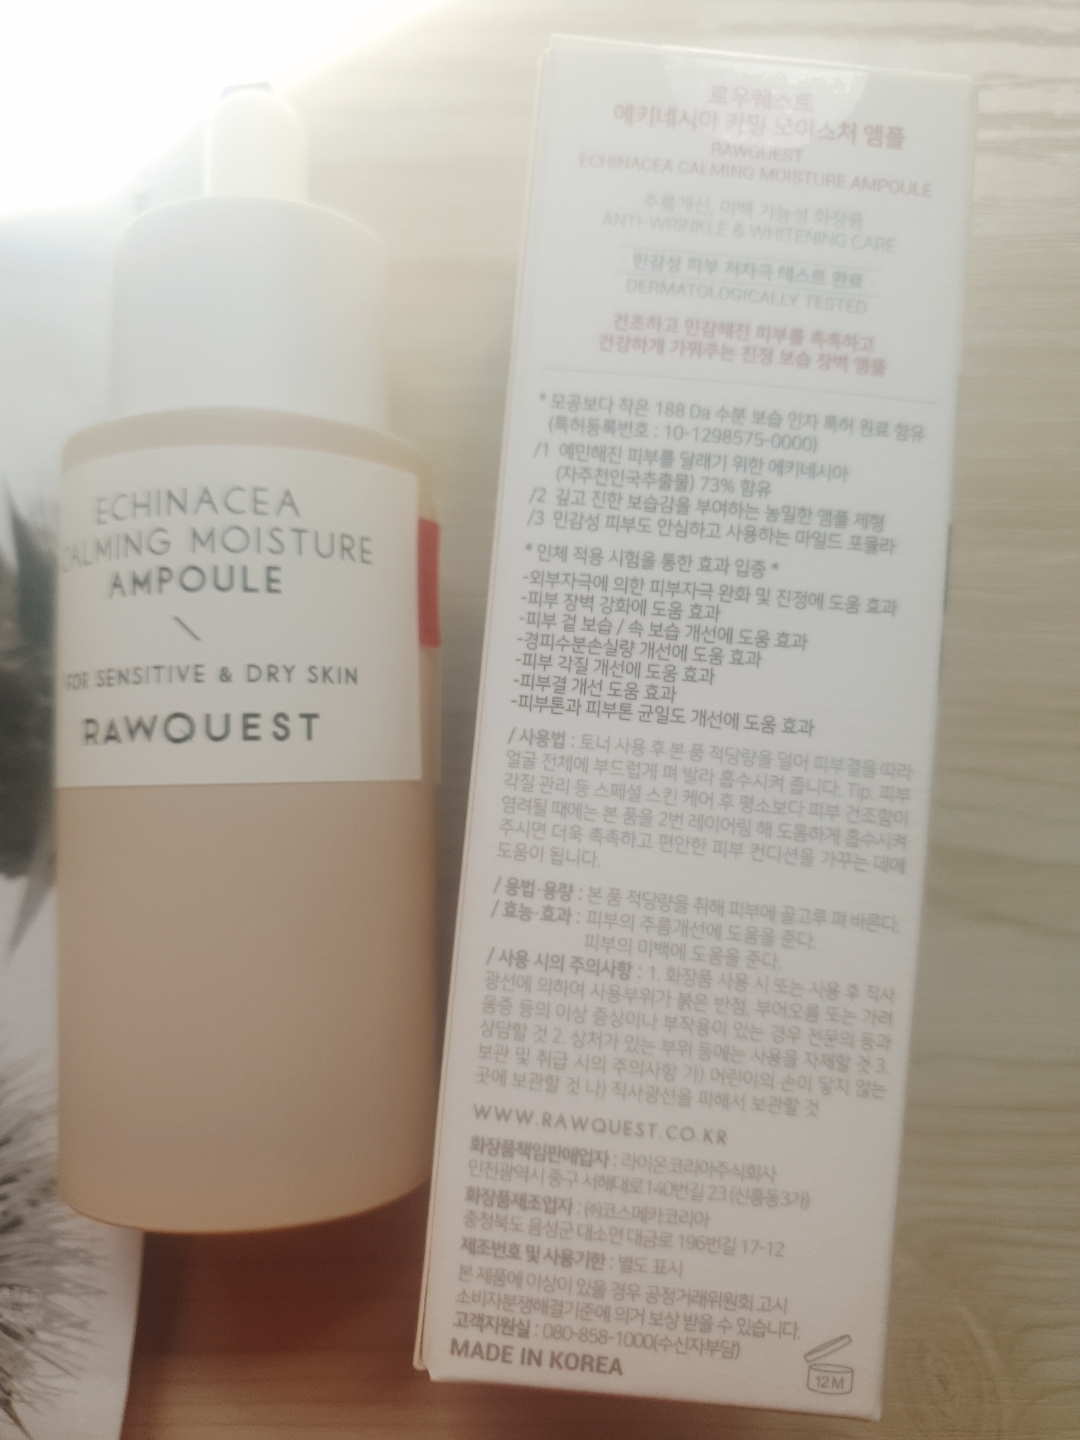 ECHINACEA
CALMING MOISTURE
AMPOULE
FOR SENSITIVE & DRY SKIN
RAWQUEST
로우퀘스트
에키네시아 카밍 모이스처 앰플
RAWQUEST
ECHINACEA CALMING MOISTURE AMPOULE
주름개선, 미백 기능성 화장품
ANTI-WRINKLE & WHITENING CARE
· 민감성 피부 저자극 테스트 완료 ·
DERMATOLOGICALLY TESTED
건조하고 민감해진 피부를 촉촉하고
건강하게 가꿔주는 진정 보습 장벽 앰플
* 모공보다 작은 188 Da 수분 보습 인자 특허 원료 함유
(특허등록번호 : 10-1298575-0000)
/1 예민해진 피부를 달래기 위한 에키네시아
(자주천인국추출물) 73% 함유
/2 깊고 진한 보습감을 부여하는 농밀한 앰플 제형
/3 민감성 피부도 안심하고 사용하는 마일드 포뮬라
* 인체 적용 시험을 통한 효과 입증 *
-외부자극에 의한 피부자극 완화 및 진정에 도움 효과
-피부 장벽 강화에 도움 효과
-피부 겉 보습 / 속 보습 개선에 도움 효과
-경피수분손실량 개선에 도움 효과
-피부 각질 개선에 도움 효과
-피부결 개선 도움 효과
-피부톤과 피부톤 균일도 개선에 도움 효과
/ 사용법 : 토너 사용 후 본 품 적당량을 덜어 피부결을 따라
얼굴 전체에 부드럽게 펴 발라 흡수시켜 줍니다. Tip. 피부
각질 관리 등 스페셜 스킨 케어 후 평소보다 피부 건조함이
염려될 때에는 본 품을 2번 레이어링 해 도톰하게 흡수시켜
주시면 더욱 촉촉하고 편안한 피부 컨디션을 가꾸는 데에
도움이 됩니다.
/ 용법·용량 : 본 품 적당량을 취해 피부에 골고루 펴 바른다.
/ 효능·효과 : 피부의 주름개선에 도움을 준다.
피부의 미백에 도움을 준다.
/ 사용 시의 주의사항 : 1. 화장품 사용 시 또는 사용 후 직사
광선에 의하여 사용부위가 붉은 반점, 부어오름 또는 가려
움증 등의 이상 증상이나 부작용이 있는 경우 전문의 등과
상담할 것 2. 상처가 있는 부위 등에는 사용을 자제할 것 3.
보관 및 취급 시의 주의사항 가) 어린이의 손이 닿지 않는
곳에 보관할 것 나) 직사광선을 피해서 보관할 것
WWW.RAWQUEST.CO.KR
화장품책임판매업자 : 라이온코리아주식회사
인천광역시 중구 서해대로140번길 23 (신흥동3가)
화장품제조업자 : ㈜코스메카코리아
충청북도 음성군 대소면 대금로 196번길 17-12
제조번호 및 사용기한 : 별도 표시
본 제품에 이상이 있을 경우 공정거래위원회 고시
소비자분쟁해결기준에 의거 보상 받을 수 있습니다.
고객지원실 : 080-858-1000(수신자부담)
MADE IN KOREA
12M